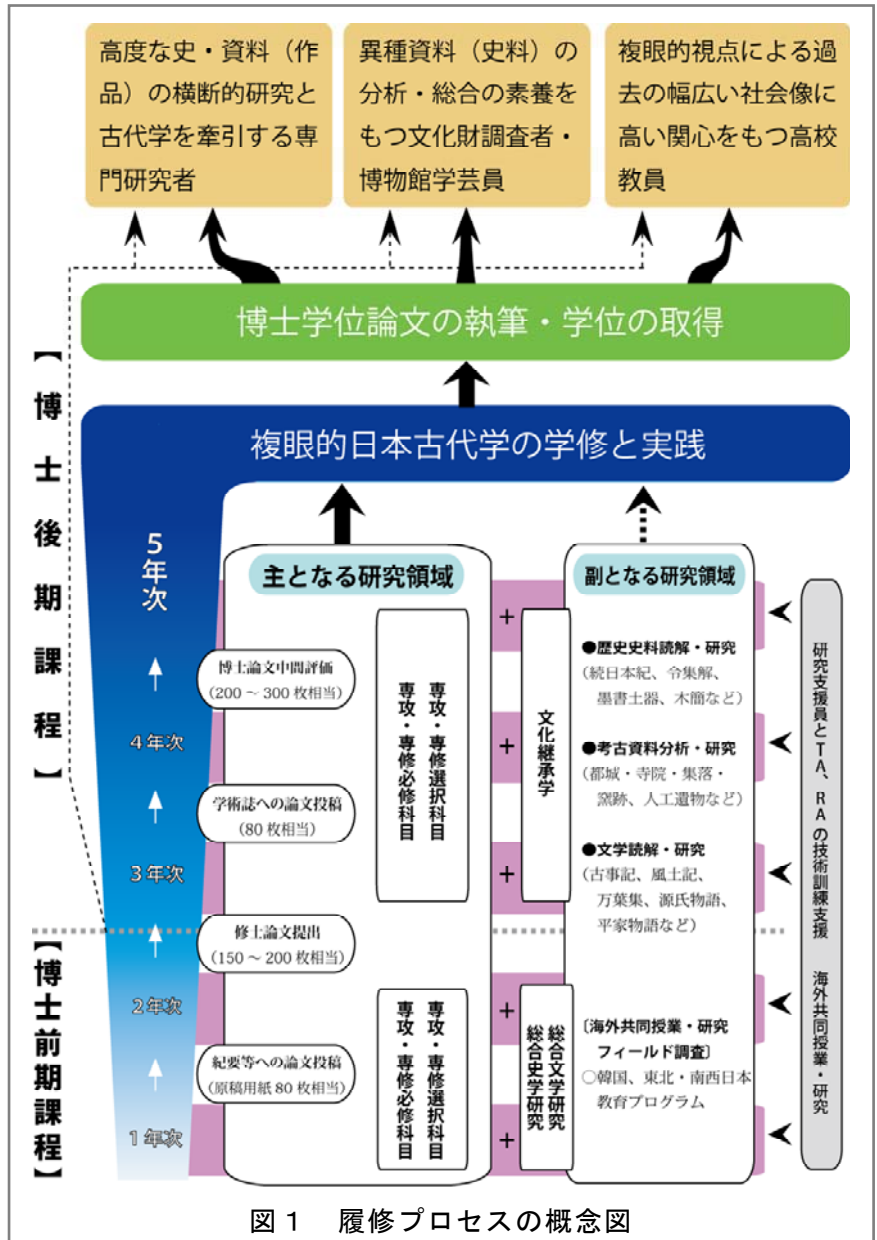 高度な史・資料（作
品）の横断的研究と
古代学を牽引する専
門研究者
異種資料（史料）の
分析・総合の素養を
もつ文化財調査者・
博物館学芸員
複眼的視点による過
去の幅広い社会像に
高い関心をもつ高校
教員
博士学位論文の執筆・学位の取得
【博士後期課程】
複眼的日本古代学の学修と実践
5年次
4年次
3年次
【博士前期課程】
2年次
1年次
主となる研究領域
博士論文中間評価
(200～300枚相当)
学術誌への論文投稿
(80枚相当)
修士論文提出
(150～200枚相当)
紀要等への論文投稿
(原稿用紙80枚相当)
専攻・専修選択科目
専攻・専修必修科目
専攻・専修選択科目
専攻・専修必修科目
+
+
+
+
+
文化継承学
総合文学研究
総合史学研究
副となる研究領域
●歴史史料読解・研究
(続日本紀、令集解、
墨書土器、木簡など)
●考古資料分析・研究
(都城・寺院・集落・
窯跡、人工遺物など)
●文学読解・研究
(古事記、風土記、
万葉集、源氏物語、
平家物語など)
〔海外共同授業・研究
フィールド調査〕
○韓国、東北・南西日本
教育プログラム
研究支援員とTA、RAの技術訓練支援　海外共同授業・研究
図1　履修プロセスの概念図